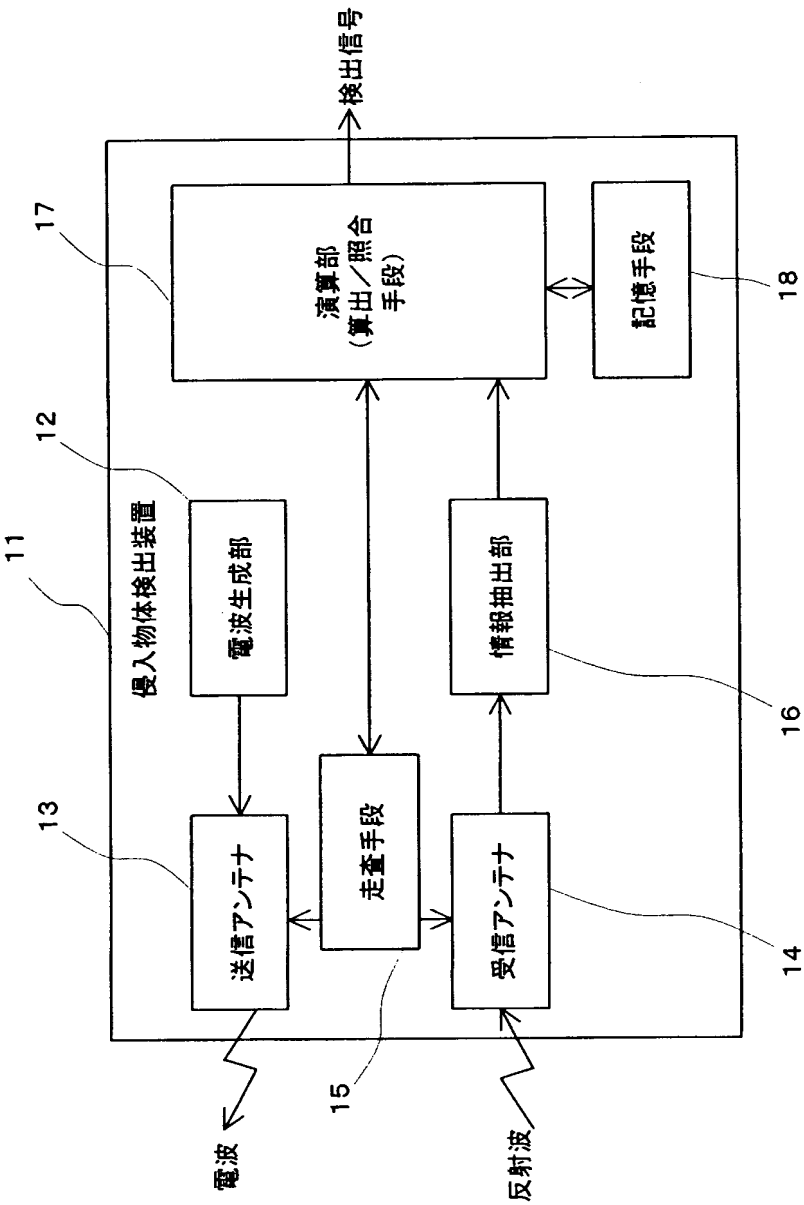 11
侵入物体検出装置
12
電波生成部
13
送信アンテナ
電波
走査手段
15
反射波
受信アンテナ
14
情報抽出部
16
17
演算部
(算出/照合
手段)
検出信号
記憶手段
18